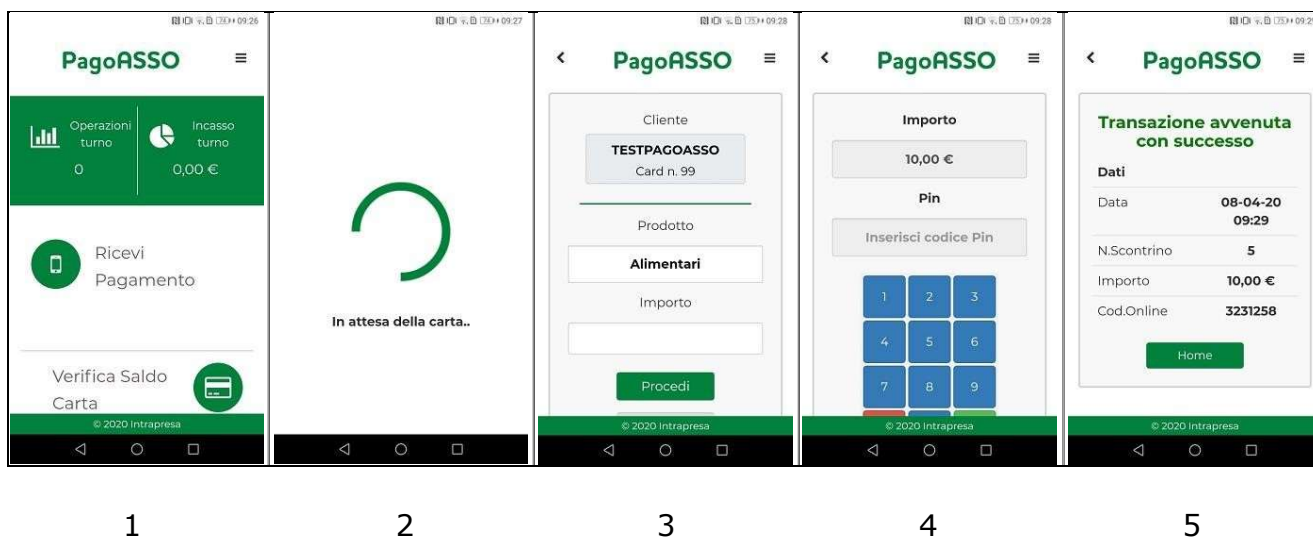 09:26
PagoASSO
Operazioni
turno
0
Incasso
turno
0,00 €
Ricevi
Pagamento
Verifica Saldo
Carta
© 2020 Intrapresa
09:27
In attesa della carta..
09:28
PagoASSO
Cliente
TESTPAGOASSO
Card n. 99
Prodotto
Alimentari
Importo
Procedi
© 2020 Intrapresa
09:28
PagoASSO
Importo
10,00 €
Pin
Inserisci codice Pin
1 2 3
4 5 6
7 8 9
© 2020 Intrapresa
PagoASSO
Transazione avvenuta
con successo
Dati
Data 08-04-20
09:29
N.Scontrino 5
Importo 10,00 €
Cod.Online 3231258
Home
© 2020 Intrapresa
1 2 3 4 5